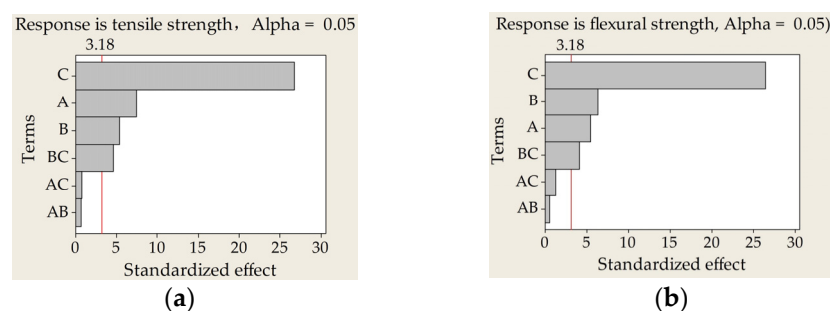 Response is tensile strength, Alpha = 0.05
3.18
C
A
B
BC
AC
AB
Terms
0 5 10 15 20 25 30
Standardized effect
(a)
Response is flexural strength, Alpha = 0.05)
3.18
C
B
A
BC
AC
AB
Terms
0 5 10 15 20 25 30
Standardized effect
(b)